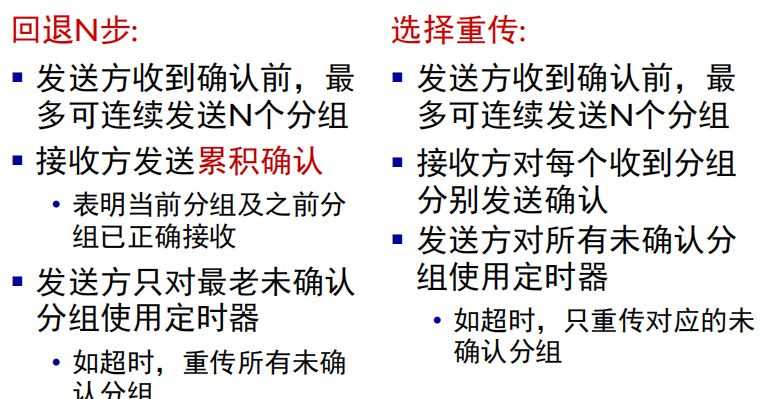 回退N步:
▪ 发送方收到确认前，最
多可连续发送N个分组
▪ 接收方发送累积确认
• 表明当前分组及之前分
组已正确接收
▪ 发送方只对最老未确认
分组使用定时器
• 如超时，重传所有未确
认分组
选择重传:
▪ 发送方收到确认前，最
多可连续发送N个分组
▪ 接收方对每个收到分组
分别发送确认
▪ 发送方对所有未确认分
组使用定时器
• 如超时，只重传对应的未
确认分组